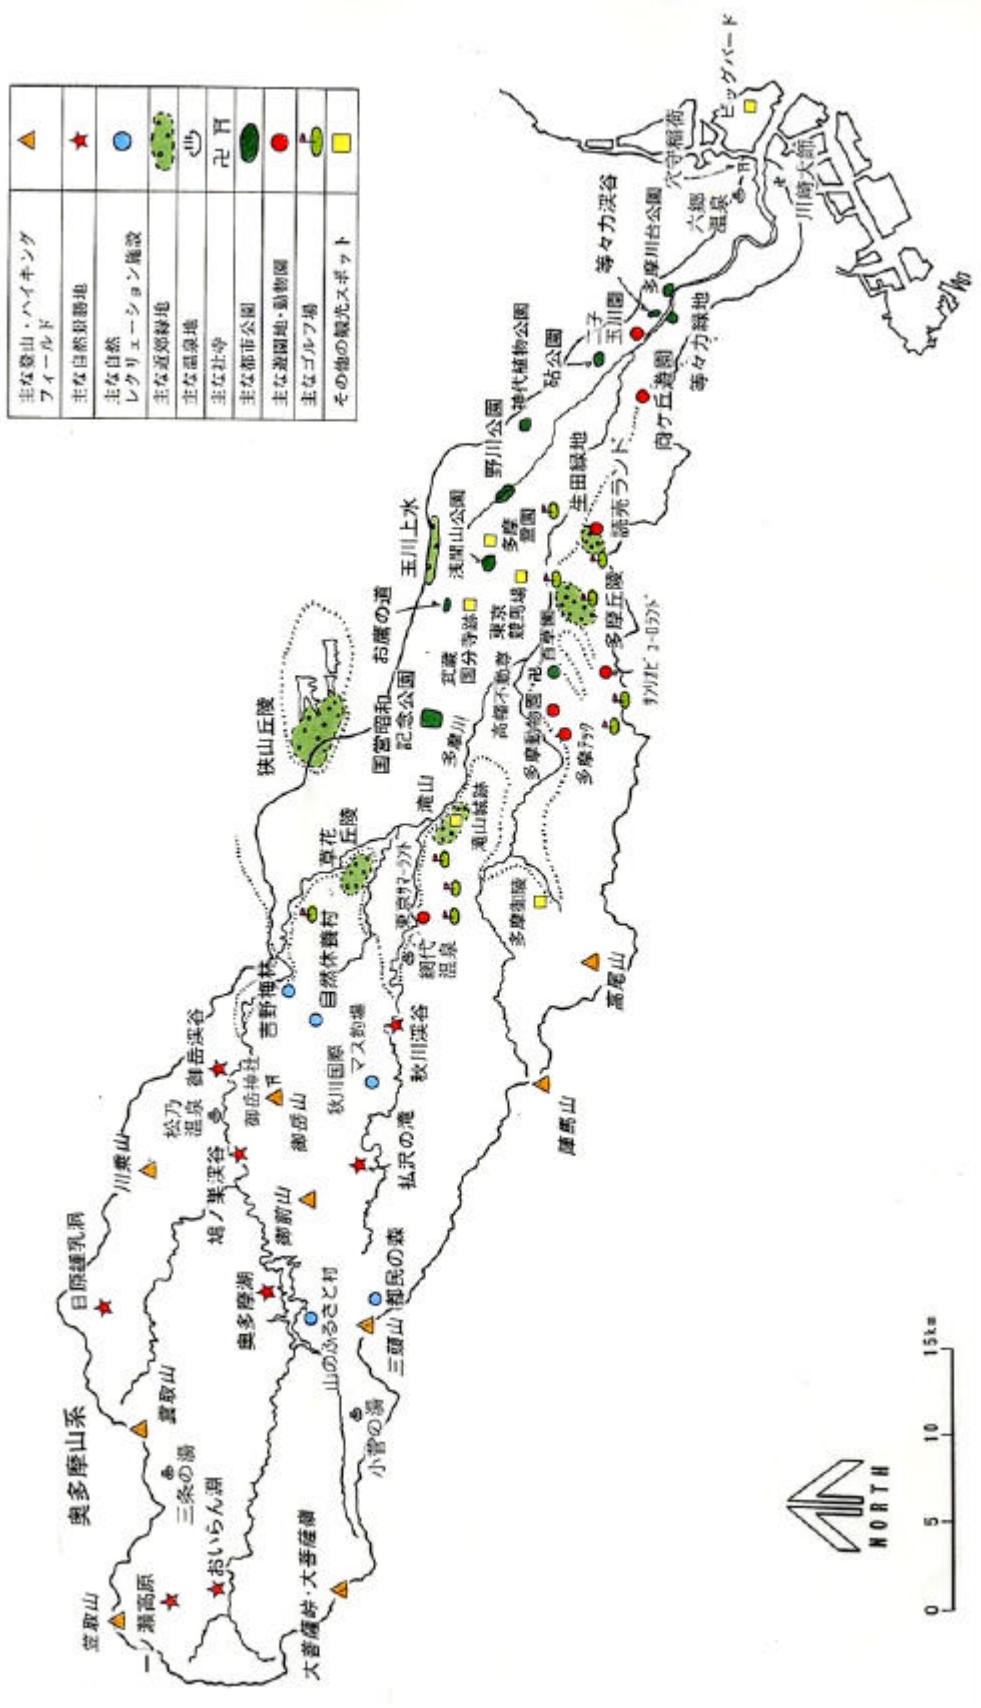 主な登山・ハイキング
フィールド
主な自然景勝地
主な自然
レクリェーション施設
主な近郊緑地
主な温泉地
主な社寺
主な都市公園
主な遊園地・動物園
主なゴルフ場
その他の観光スポット
奥多摩山系
笠取山
一ノ瀬高原
おいらん淵
三条の湯
雲取山
大菩薩峠・大菩薩嶺
小菅の湯
日原鍾乳洞
奥多摩湖
山のふるさと村
三頭山
都民の森
川乗山
鳩ノ巣渓谷
御前山
松乃
温泉
御岳渓谷
御岳神社
御岳山
払沢の滝
吉野梅林
自然休養村
秋川国際
マス釣場
秋川渓谷
陣馬山
高尾山
網代
温泉
東京サマーランド
草花
丘陵
滝山
滝山城跡
多摩御陵
狭山丘陵
国営昭和
記念公園
多摩川
お鷹の道
玉川上水
武蔵
国分寺跡
浅間山公園
多摩
霊園
東京
競馬場
百草園
高幡不動尊
多摩動物園
多摩テック
多摩丘陵
サンリオピューロランド
野川公園
神代植物公園
砧公園
生田緑地
読売ランド
向ケ丘遊園
二子
玉川園
等々力渓谷
多摩川台公園
等々力緑地
六郷
温泉
穴守稲荷
ビッグバード
川崎大師
NORTH
0
5
10
15km